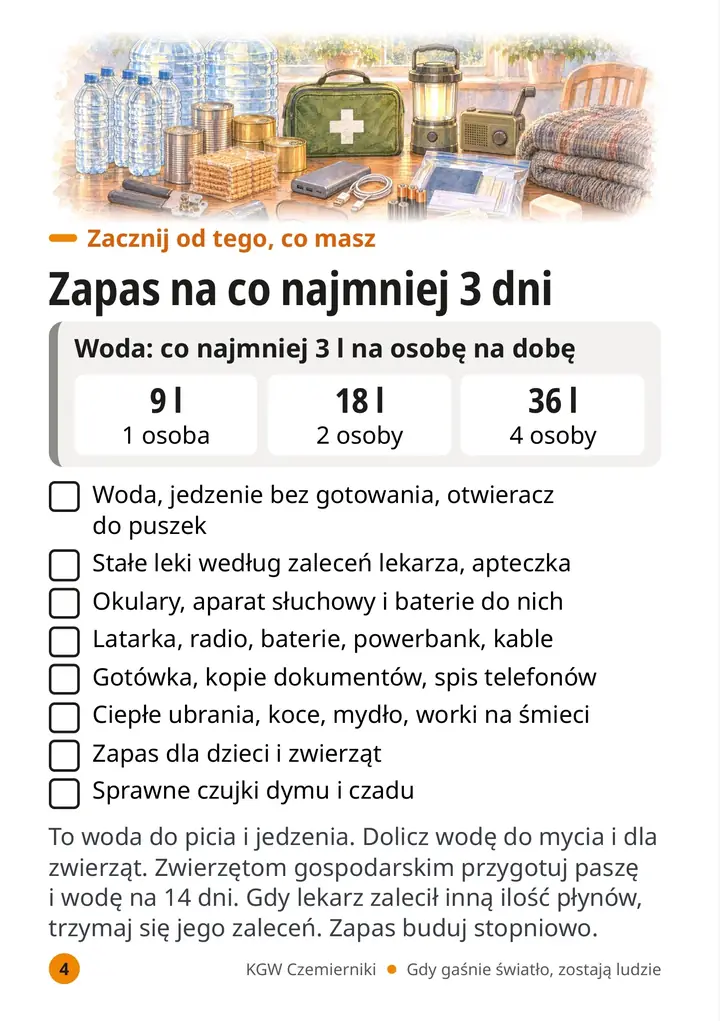 Zacznij od tego, co masz
Zapas na co najmniej 3 dni
Woda: co najmniej 3 l na osobę na dobę
9 l
1 osoba
18 l
2 osoby
36 l
4 osoby
Woda, jedzenie bez gotowania, otwieracz
do puszek
Stałe leki według zaleceń lekarza, apteczka
Okulary, aparat słuchowy i baterie do nich
Latarka, radio, baterie, powerbank, kable
Gotówka, kopie dokumentów, spis telefonów
Ciepłe ubrania, koce, mydło, worki na śmieci
Zapas dla dzieci i zwierząt
Sprawne czujki dymu i czadu
To woda do picia i jedzenia. Dolicz wodę do mycia i dla
zwierząt. Zwierzętom gospodarskim przygotuj paszę
i wodę na 14 dni. Gdy lekarz zalecił inną ilość płynów,
trzymaj się jego zaleceń. Zapas buduj stopniowo.
4
KGW Czemierniki ● Gdy gaśnie światło, zostają ludzie